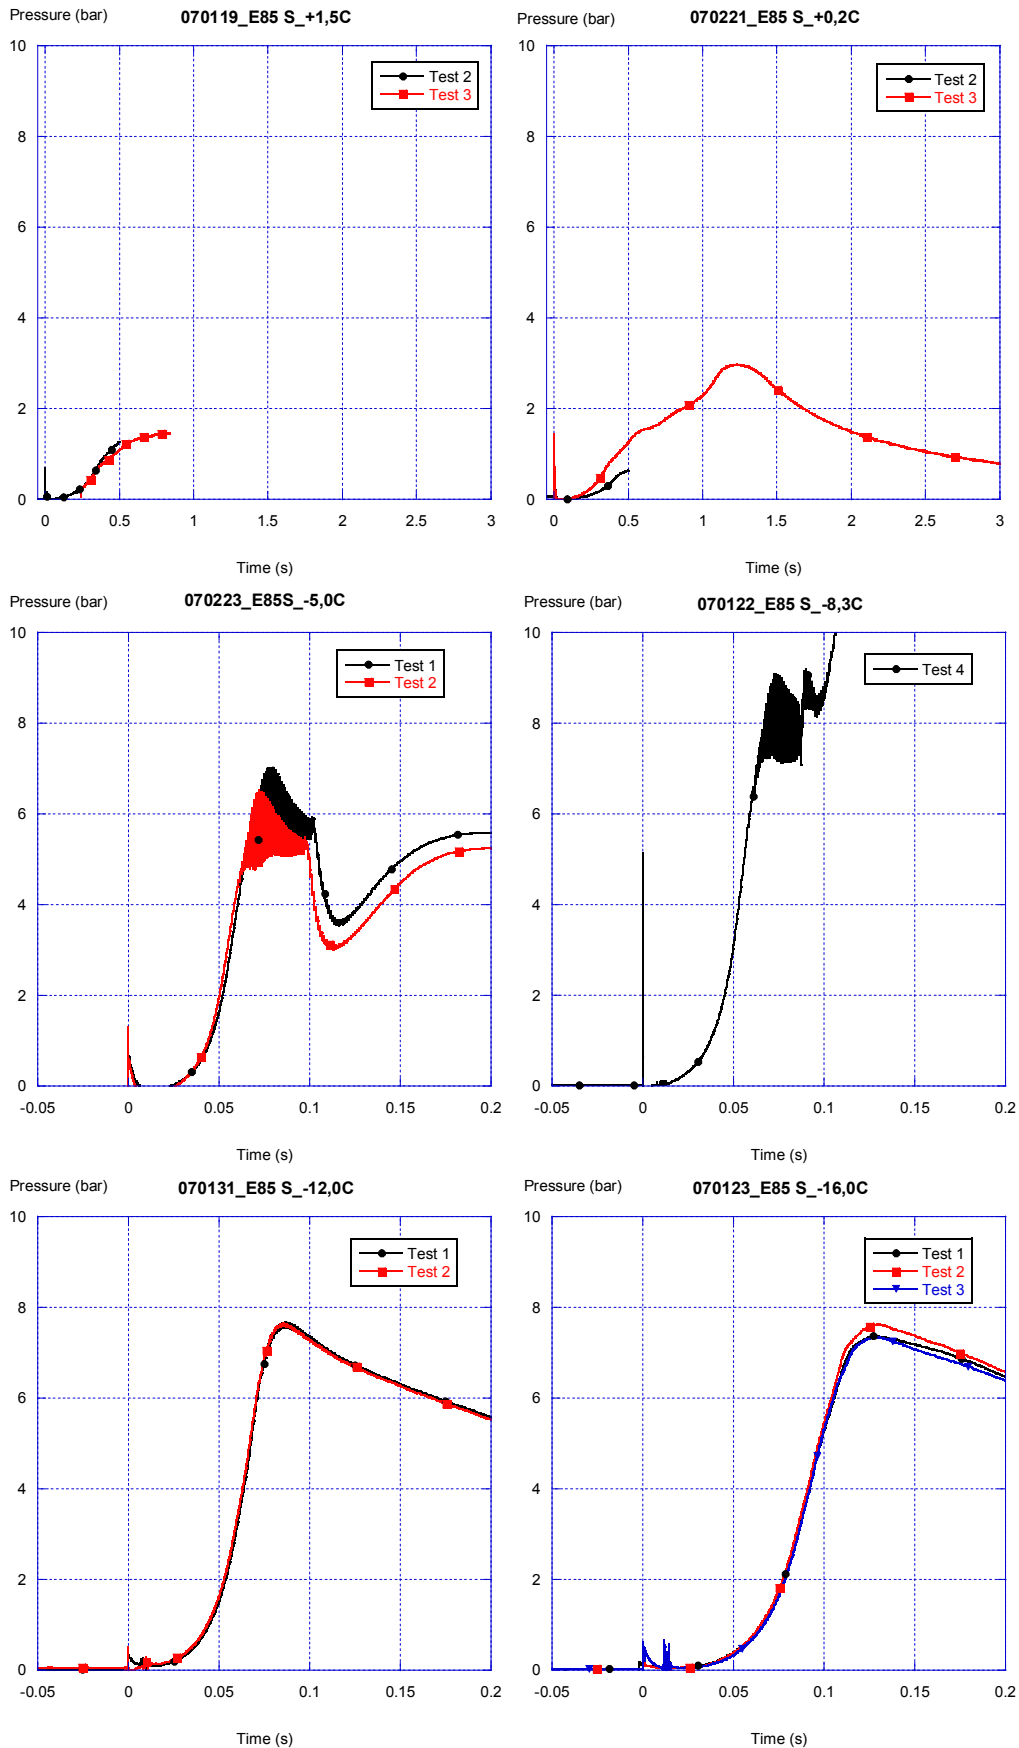 Pressure (bar)
070119_E85 S_+1,5C
10
8
6
4
2
0
Test 2
Test 3
0
0.5
1
1.5
2
2.5
3
Time (s)
Pressure (bar)
070221_E85 S_+0,2C
10
8
6
4
2
0
Test 2
Test 3
0
0.5
1
1.5
2
2.5
3
Time (s)
Pressure (bar)
070223_E85S_-5,0C
10
8
6
4
2
0
Test 1
Test 2
-0.05
0
0.05
0.1
0.15
0.2
Time (s)
Pressure (bar)
070122_E85 S_-8,3C
10
8
6
4
2
0
Test 4
-0.05
0
0.05
0.1
0.15
0.2
Time (s)
Pressure (bar)
070131_E85 S_-12,0C
10
8
6
4
2
0
Test 1
Test 2
-0.05
0
0.05
0.1
0.15
0.2
Time (s)
Pressure (bar)
070123_E85 S_-16,0C
10
8
6
4
2
0
Test 1
Test 2
Test 3
-0.05
0
0.05
0.1
0.15
0.2
Time (s)